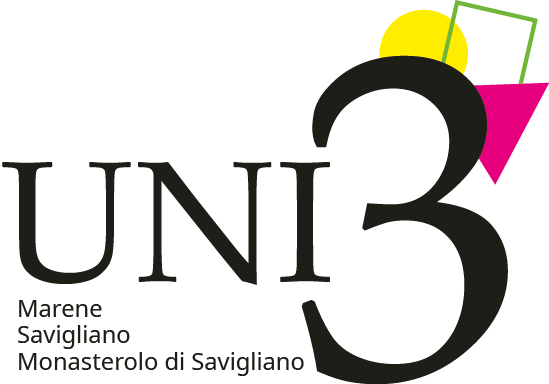 UNI3
Marene
Savigliano
Monasterolo di Savigliano